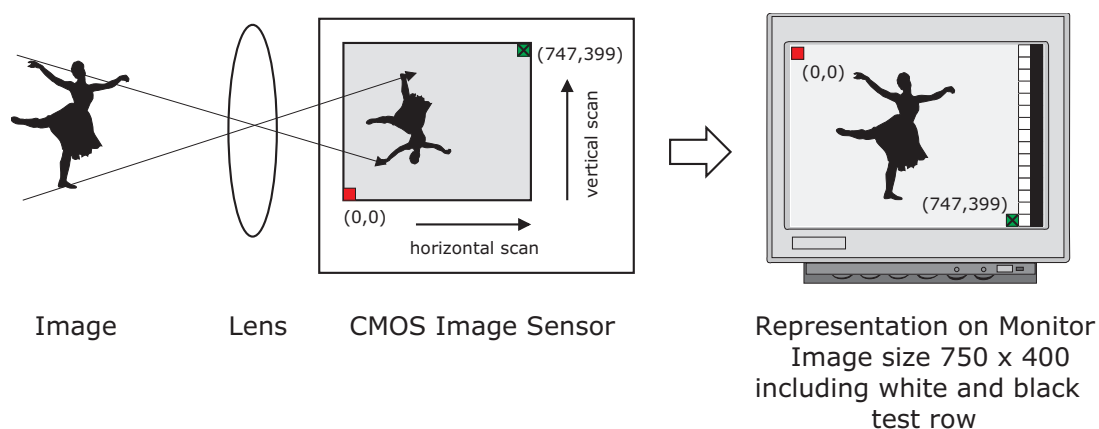 (747,399)
vertical scan
(0,0)
horizontal scan
(0,0)
(747,399)
Image
Lens
CMOS Image Sensor
Representation on Monitor
Image size 750 x 400
including white and black
test row